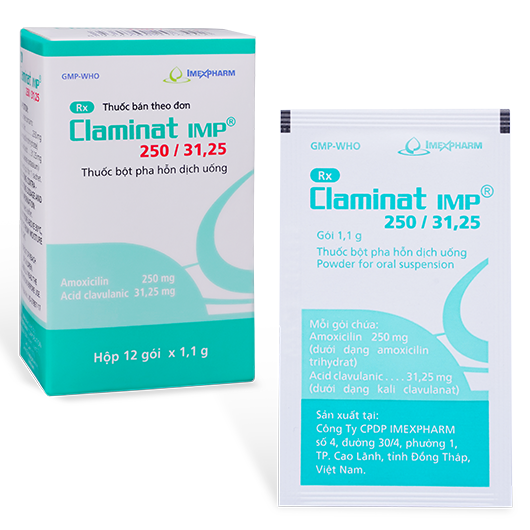 GMP-WHO
IMEXPHARM
Rx Thuốc bán theo đơn
Claminat IMP®
250 / 31,25
Thuốc bột pha hỗn dịch uống
Amoxicilin 250 mg
Acid clavulanic 31,25 mg
Hộp 12 gói x 1,1 g
GMP-WHO
IMEXPHARM
Rx
Claminat IMP®
250 / 31,25
Gói 1,1 g
Thuốc bột pha hỗn dịch uống
Powder for oral suspension
Mỗi gói chứa:
Amoxicilin 250 mg
(dưới dạng amoxicilin
trihydrat)
Acid clavulanic . . . . 31,25 mg
(dưới dạng kali clavulanat)
Sản xuất tại:
Công Ty CPDP IMEXPHARM
số 4, đường 30/4, phường 1,
TP. Cao Lãnh, tỉnh Đồng Tháp,
Việt Nam.